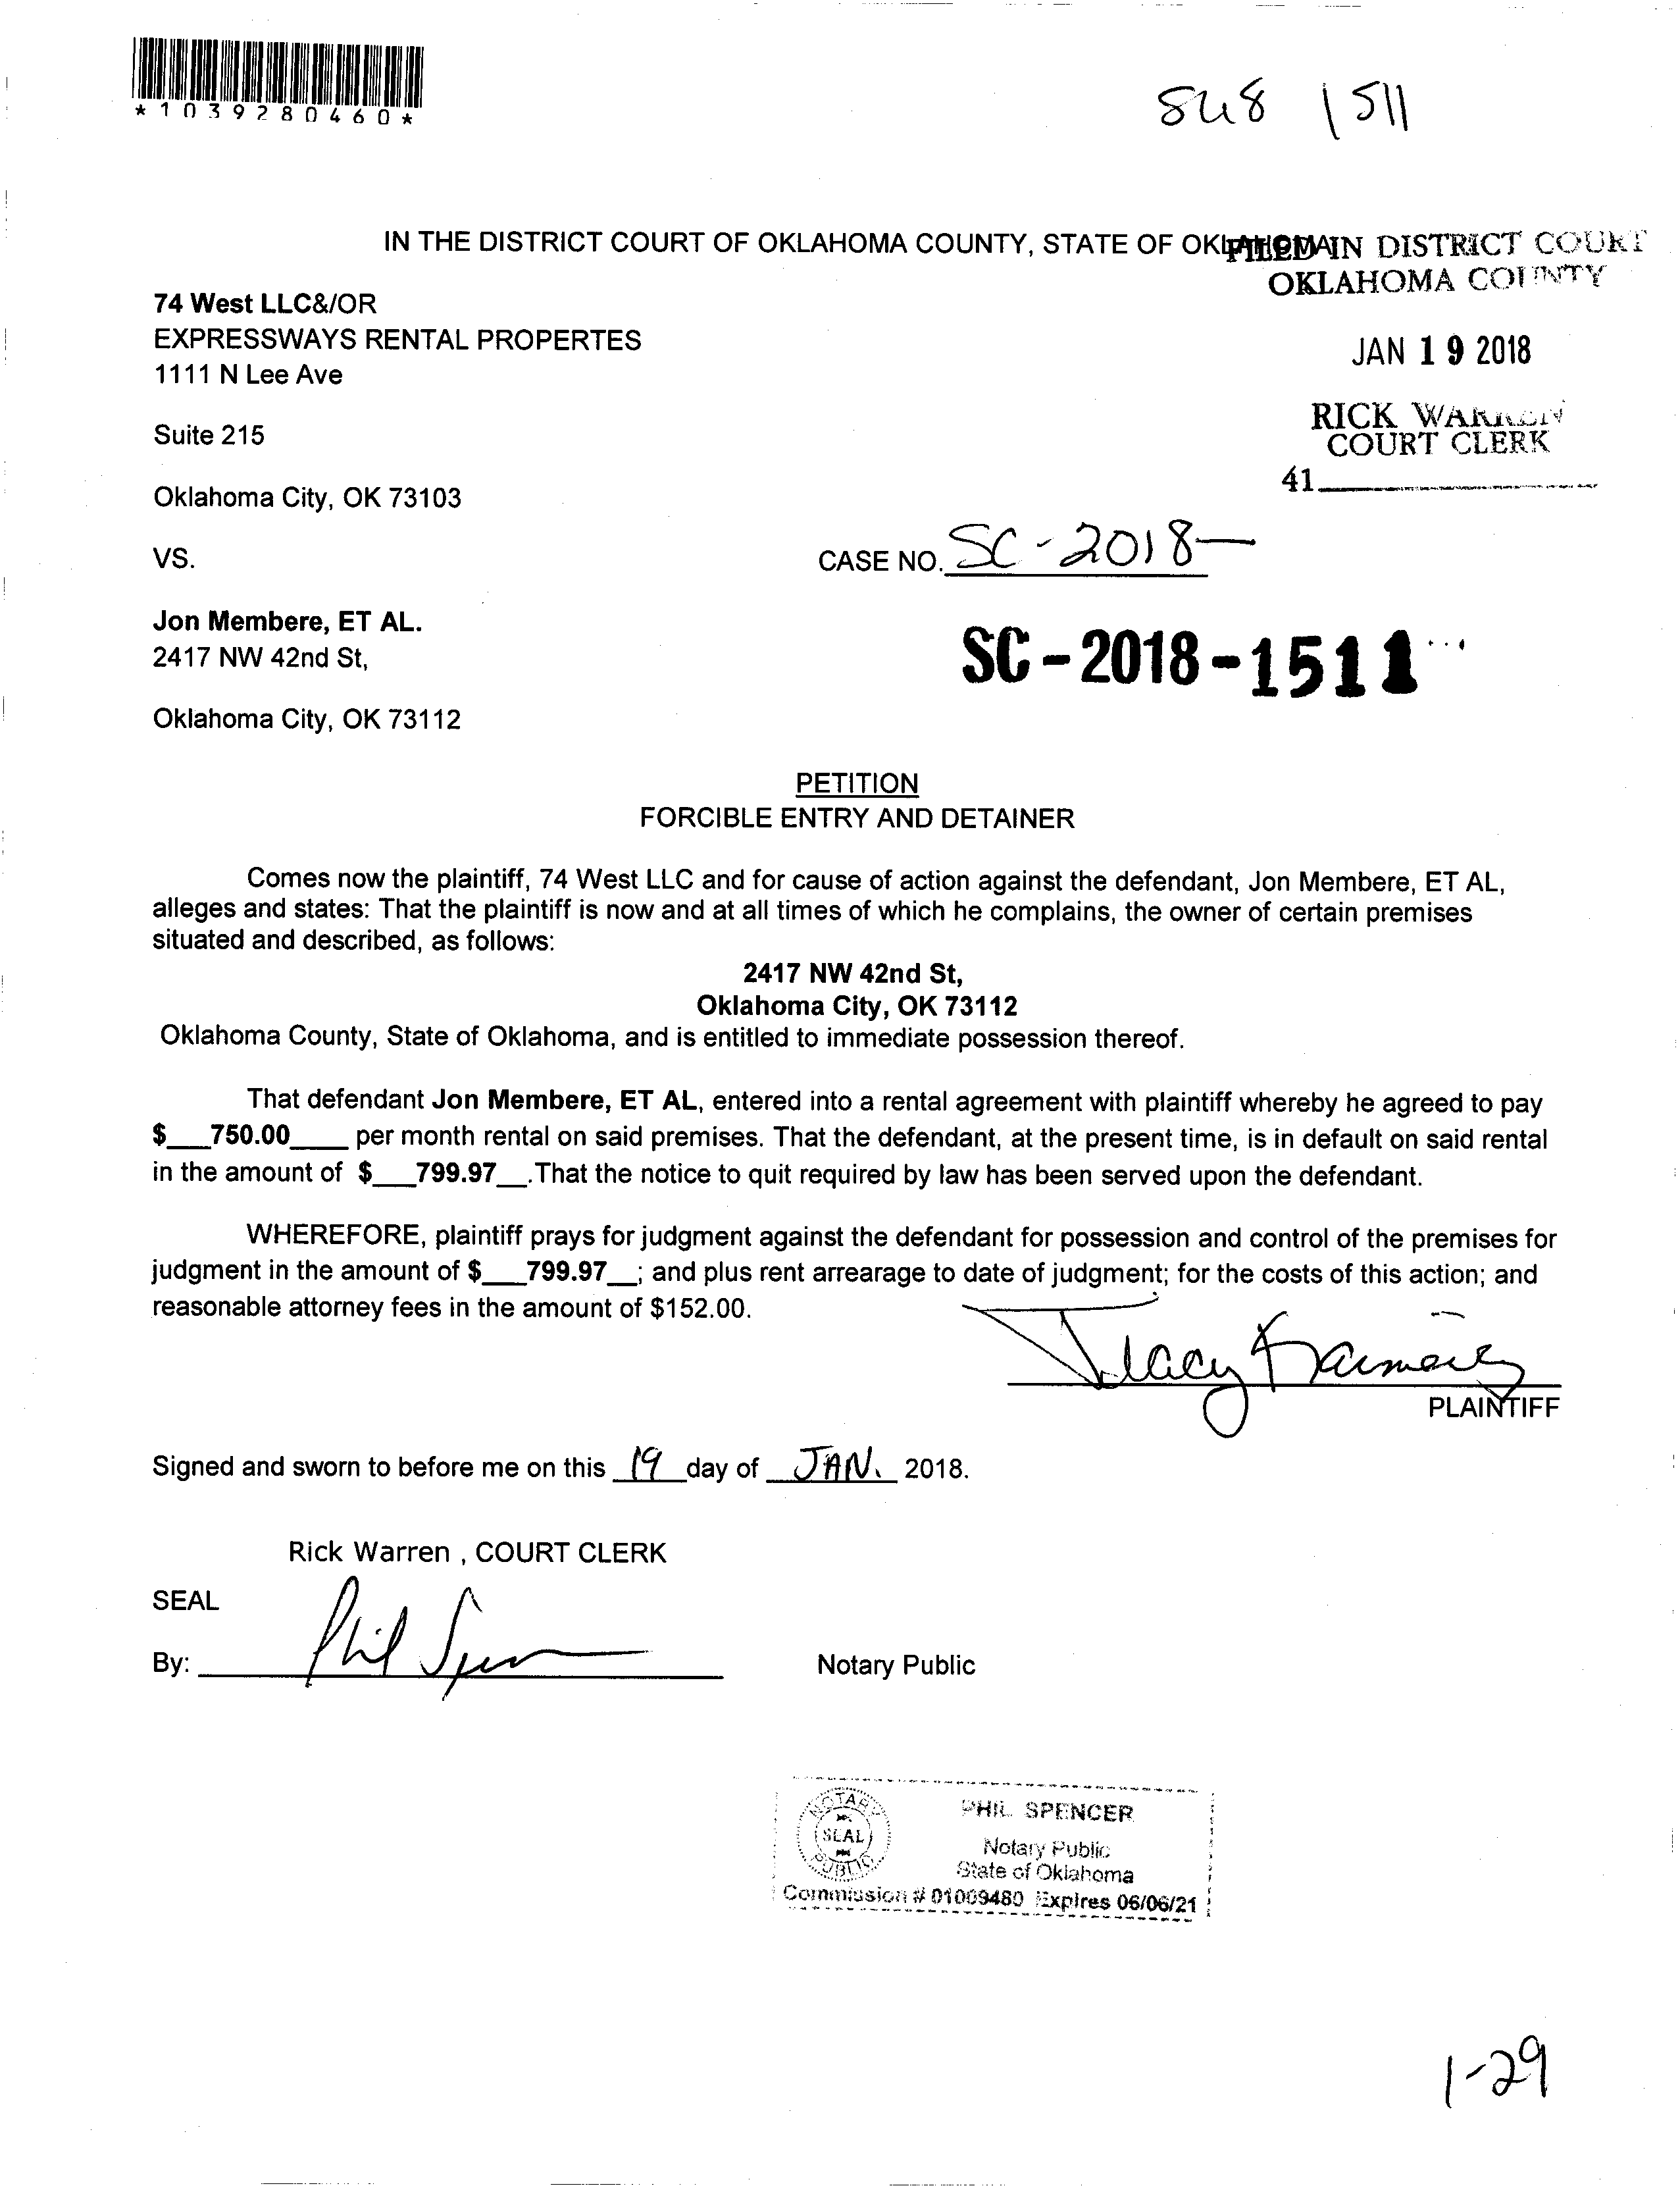 *1039280460*
1511
IN THE DISTRICT COURT OF OKLAHOMA COUNTY, STATE OF OKLAHOMA
FILED IN DISTRICT COURT
OKLAHOMA COUNTY
74 West LLC&/OR
EXPRESSWAYS RENTAL PROPERTES
1111 N Lee Ave
JAN 19 2018
Suite 215
RICK WARREN
COURT CLERK
41
Oklahoma City, OK 73103
VS.
CASE NO. SC-2018-
Jon Membere, ET AL.
2417 NW 42nd St,
SC-2018-1511
Oklahoma City, OK 73112
PETITION
FORCIBLE ENTRY AND DETAINER
Comes now the plaintiff, 74 West LLC and for cause of action against the defendant, Jon Membere, ET AL,
alleges and states: That the plaintiff is now and at all times of which he complains, the owner of certain premises
situated and described, as follows:
2417 NW 42nd St,
Oklahoma City, OK 73112
Oklahoma County, State of Oklahoma, and is entitled to immediate possession thereof.
That defendant Jon Membere, ET AL, entered into a rental agreement with plaintiff whereby he agreed to pay
$___750.00____ per month rental on said premises. That the defendant, at the present time, is in default on said rental
in the amount of $___799.97__.That the notice to quit required by law has been served upon the defendant.
WHEREFORE, plaintiff prays for judgment against the defendant for possession and control of the premises for
judgment in the amount of $___799.97__; and plus rent arrearage to date of judgment; for the costs of this action; and
reasonable attorney fees in the amount of $152.00.
PLAINTIFF
Signed and sworn to before me on this 19 day of JAN. 2018.
Rick Warren , COURT CLERK
SEAL
By: Phil Spencer
Notary Public
NOTARY
SEAL
PUBLIC
PHIL SPENCER
Notary Public
State of Oklahoma
Commission # 01009480 Expires 06/06/21
1-29